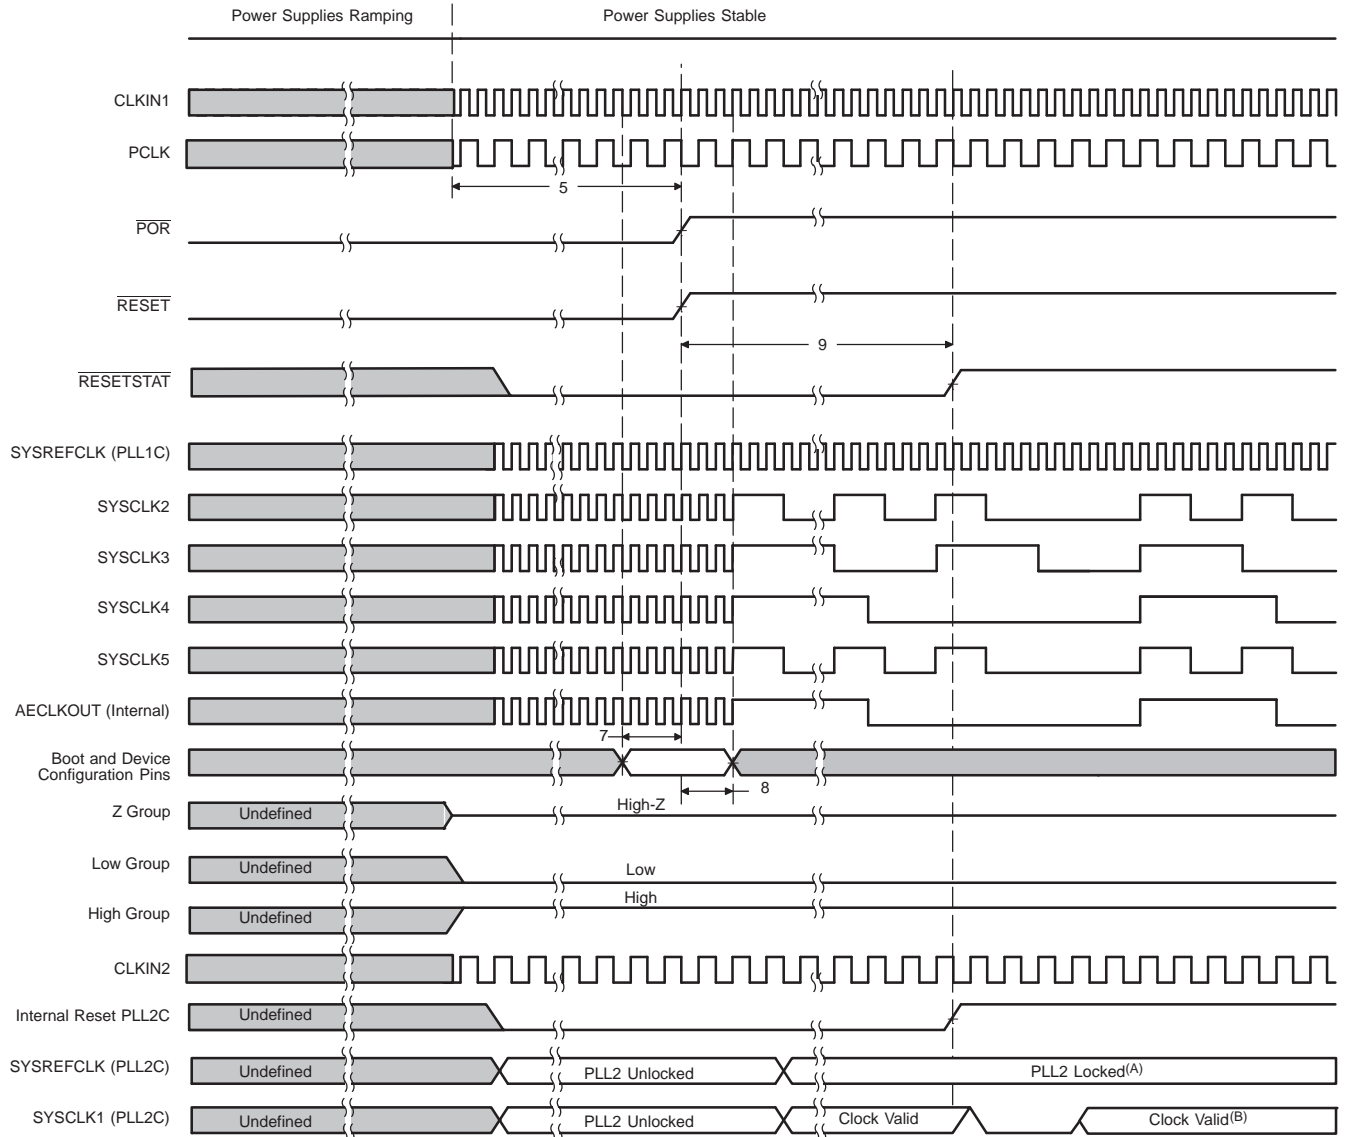 Power Supplies Ramping
Power Supplies Stable
CLKIN1
PCLK
5
POR
RESET
9
RESETSTAT
SYSREFCLK (PLL1C)
SYSCLK2
SYSCLK3
SYSCLK4
SYSCLK5
AECLKOUT (Internal)
7
Boot and Device
Configuration Pins
8
Z Group
Undefined
High-Z
Low Group
Undefined
Low
High
High Group
Undefined
CLKIN2
Internal Reset PLL2C
Undefined
SYSREFCLK (PLL2C)
Undefined
PLL2 Unlocked
PLL2 Locked(A)
SYSCLK1 (PLL2C)
Undefined
PLL2 Unlocked
Clock Valid
Clock Valid(B)